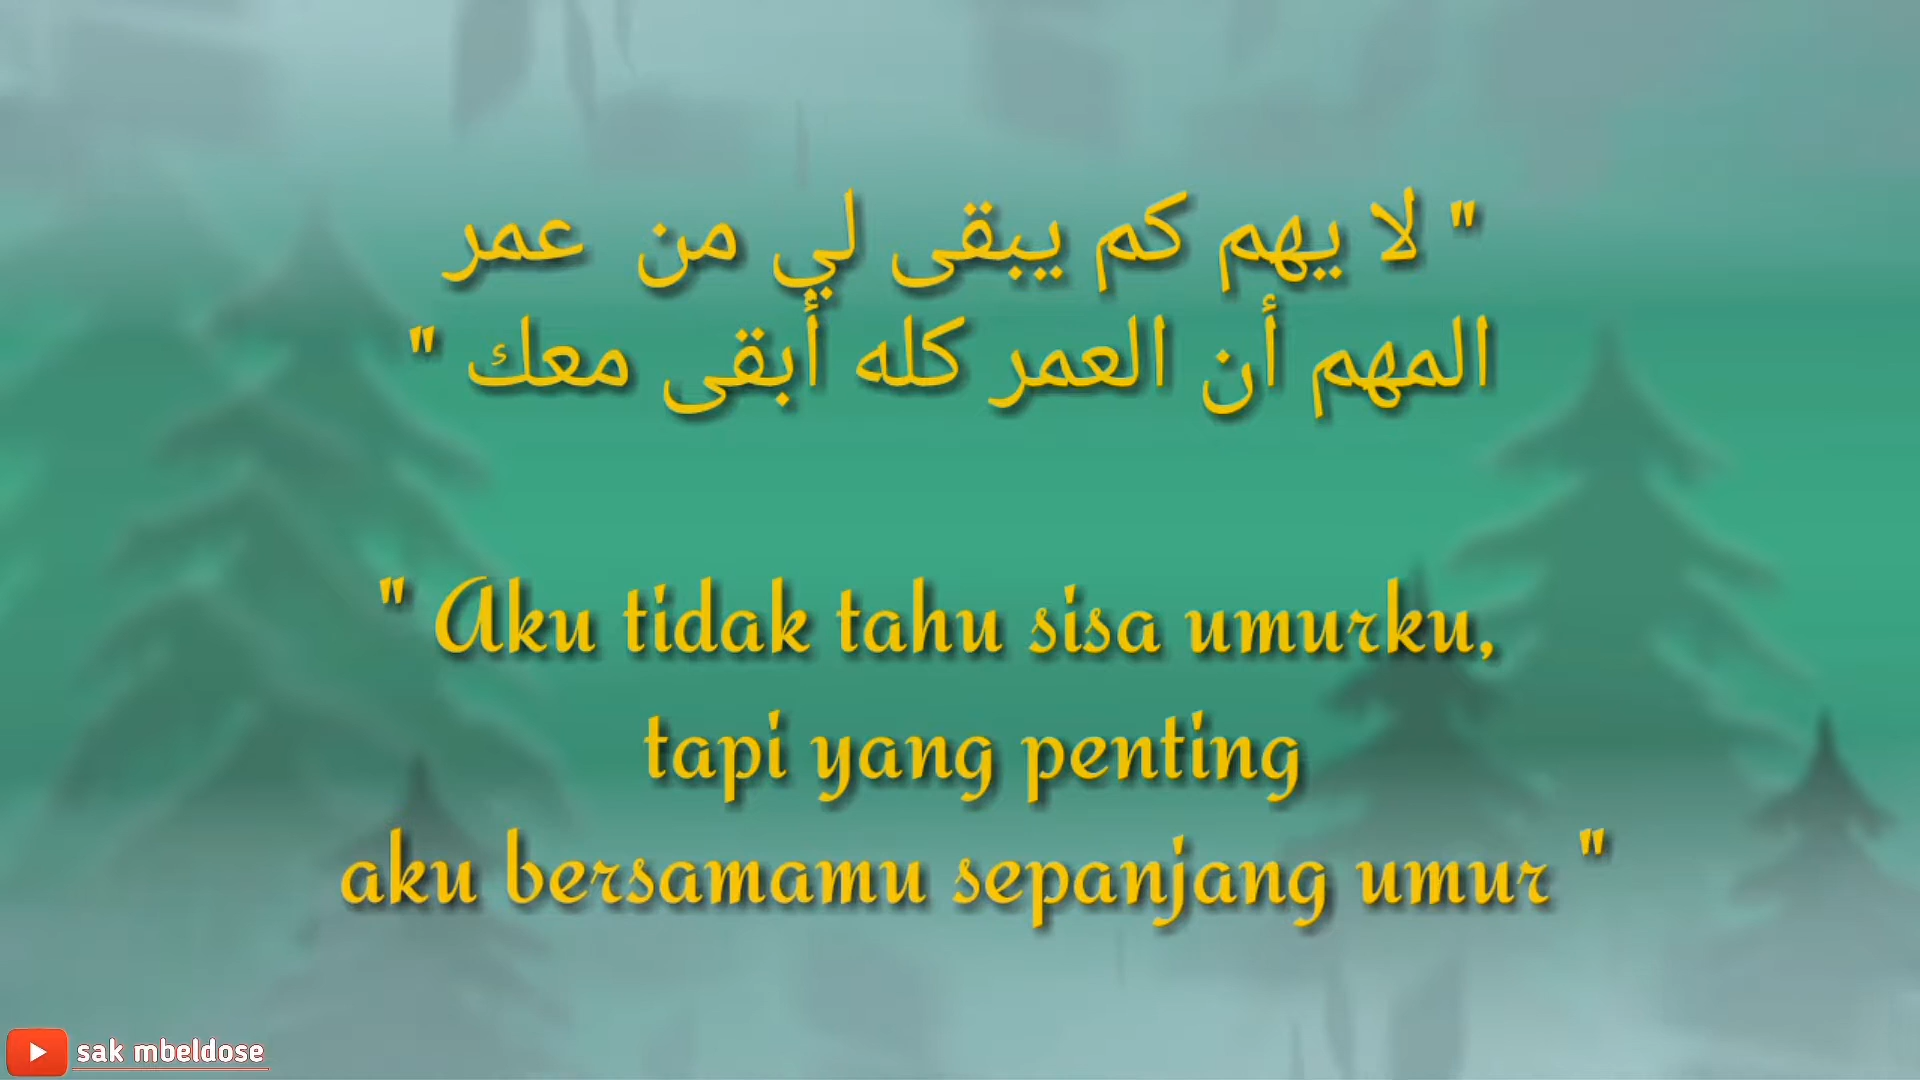 " لا يهم كم يبقى لي من عمر
المهم أن العمر كله أبقى معك "
" Aku tidak tahu sisa umurku,
tapi yang penting
aku bersamamu sepanjang umur "
sak mbeldose